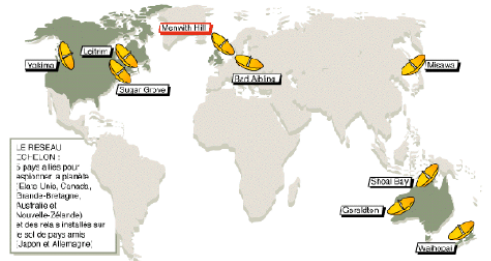 Menwith Hill
Leitrim
Yakima
Bad Aibling
Misawa
Sugar Grove
LE RESEAU
ECHELON :
5 pays alliés pour
espionner la planète
(Etats-Unis, Canada,
Grande-Bretagne,
Australie et
Nouvelle-Zélande)
et des relais installés sur
le sol de pays amis
(Japon et Allemagne)
Shoal Bay
Geraldton
Waihopai